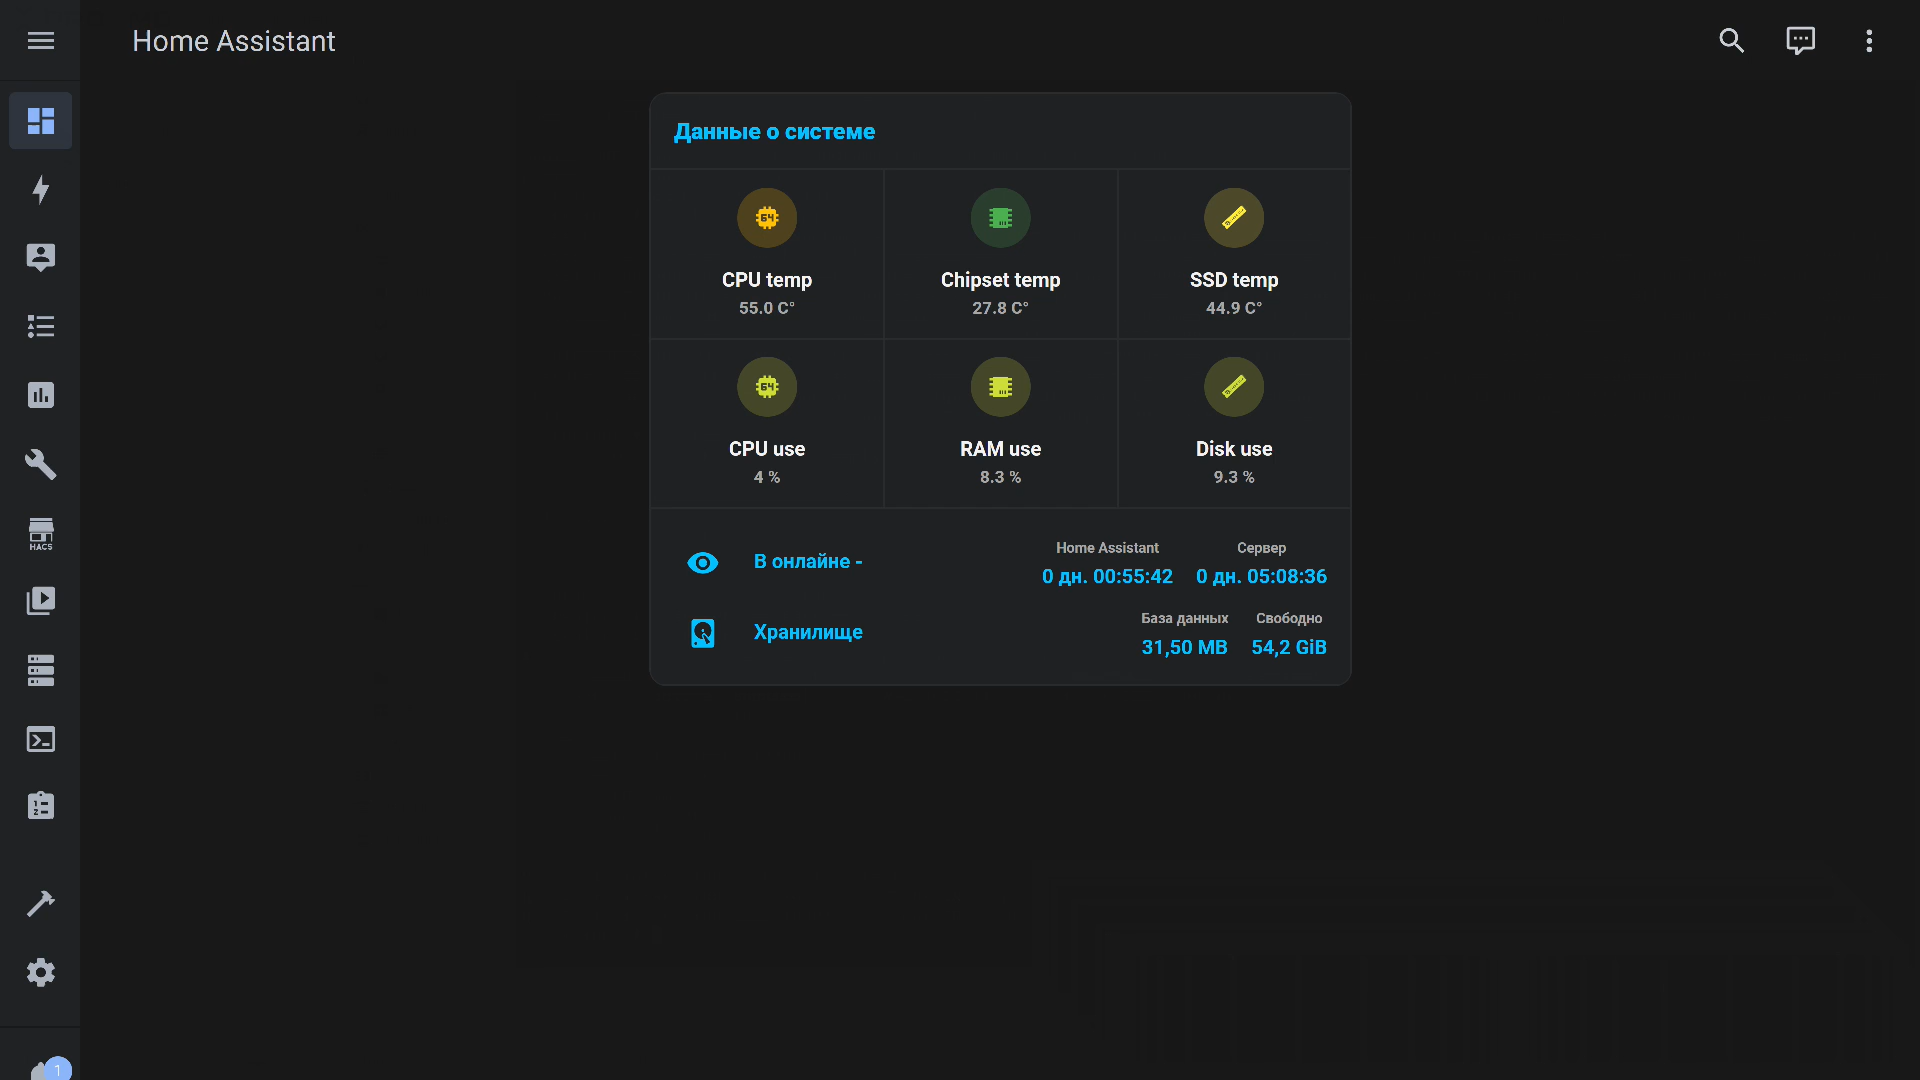 Home Assistant
Данные о системе
64
CPU temp
55.0 C°
Chipset temp
27.8 C°
SSD temp
44.9 C°
64
CPU use
4 %
RAM use
8.3 %
Disk use
9.3 %
В онлайне -
Home Assistant
0 дн. 00:55:42
Сервер
0 дн. 05:08:36
Хранилище
База данных
31,50 MB
Свободно
54,2 GiB
HACS
1